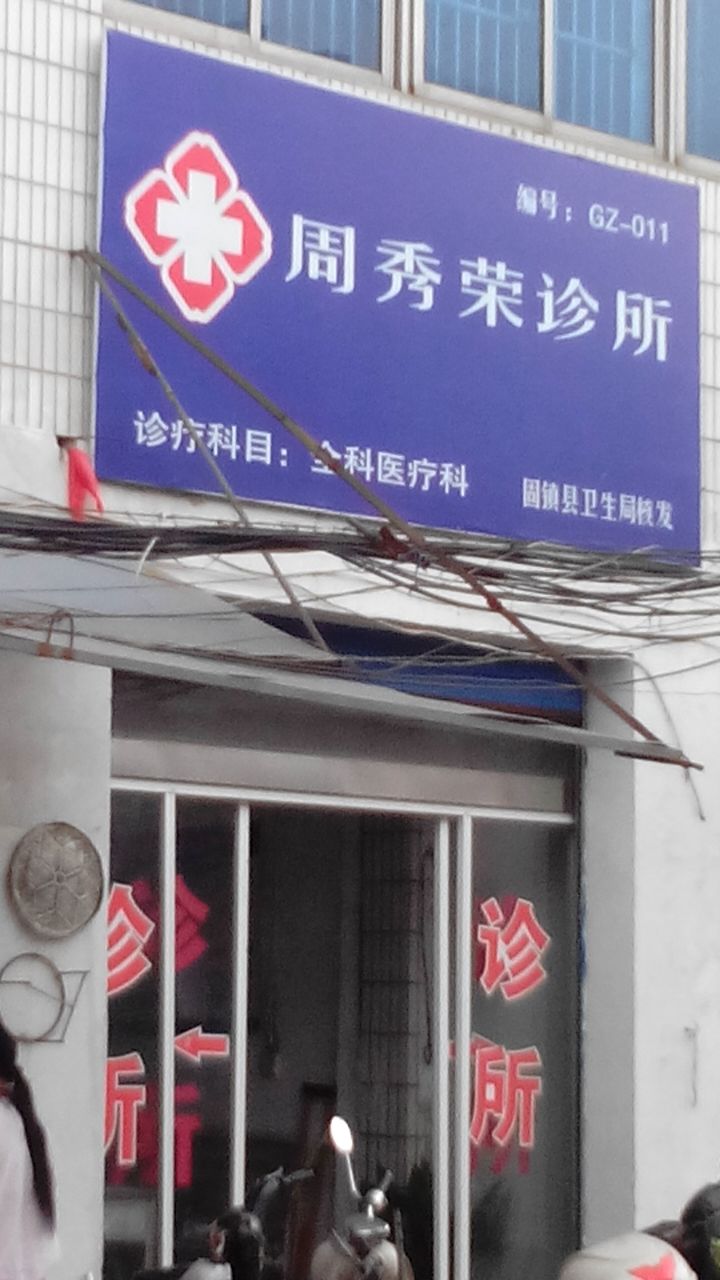 编号：GZ-011
周秀荣诊所
诊疗科目：全科医疗科
固镇县卫生局核发
诊所
诊所